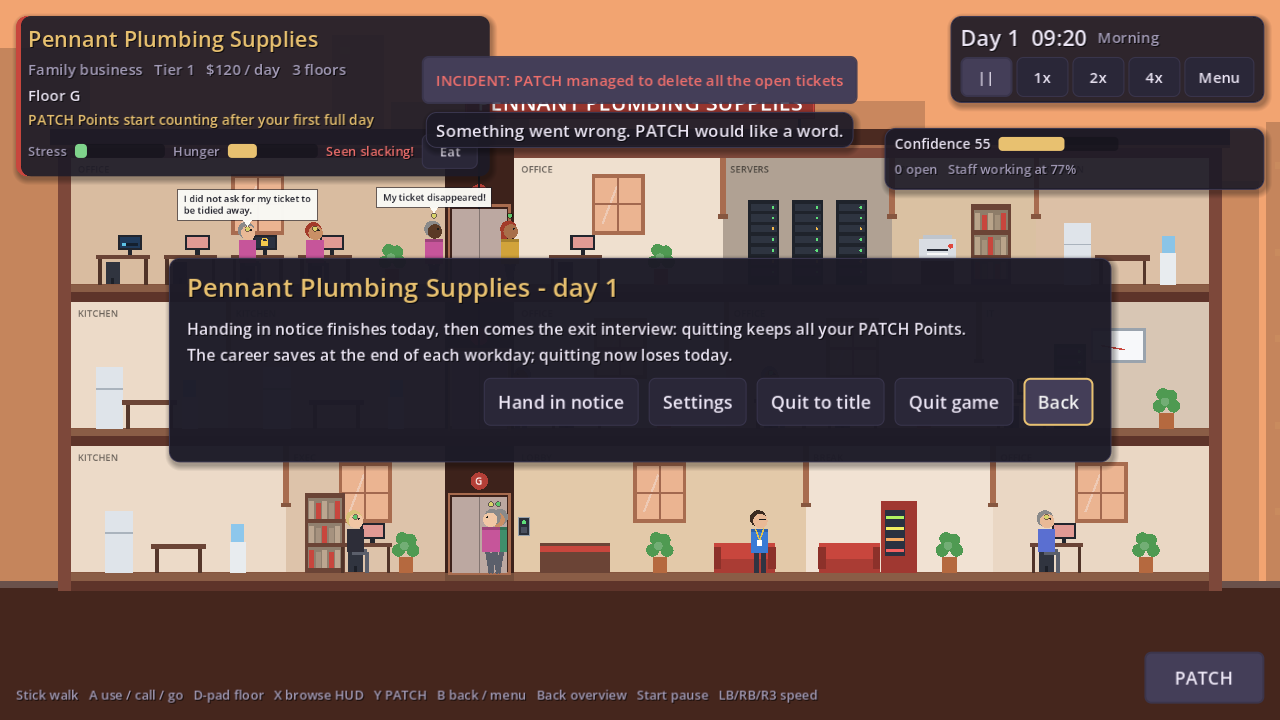 Pennant Plumbing Supplies
Family business Tier 1 $120 / day 3 floors
Floor G
PATCH Points start counting after your first full day
Stress Hunger Seen slacking! Eat
INCIDENT: PATCH managed to delete all the open tickets
ENNANT PLUMBING SUPPLIES
Something went wrong. PATCH would like a word.
Day 1 09:20 Morning
|| 1x 2x 4x Menu
Confidence 55
0 open Staff working at 77%
OFFICE
SERVERS
I did not ask for my ticket to
be tidied away.
My ticket disappeared!
Pennant Plumbing Supplies - day 1
Handing in notice finishes today, then comes the exit interview: quitting keeps all your PATCH Points.
The career saves at the end of each workday; quitting now loses today.
Hand in notice Settings Quit to title Quit game Back
KITCHEN
KITCHEN
G
PATCH
Stick walk A use / call / go D-pad floor X browse HUD Y PATCH B back / menu Back overview Start pause LB/RB/R3 speed